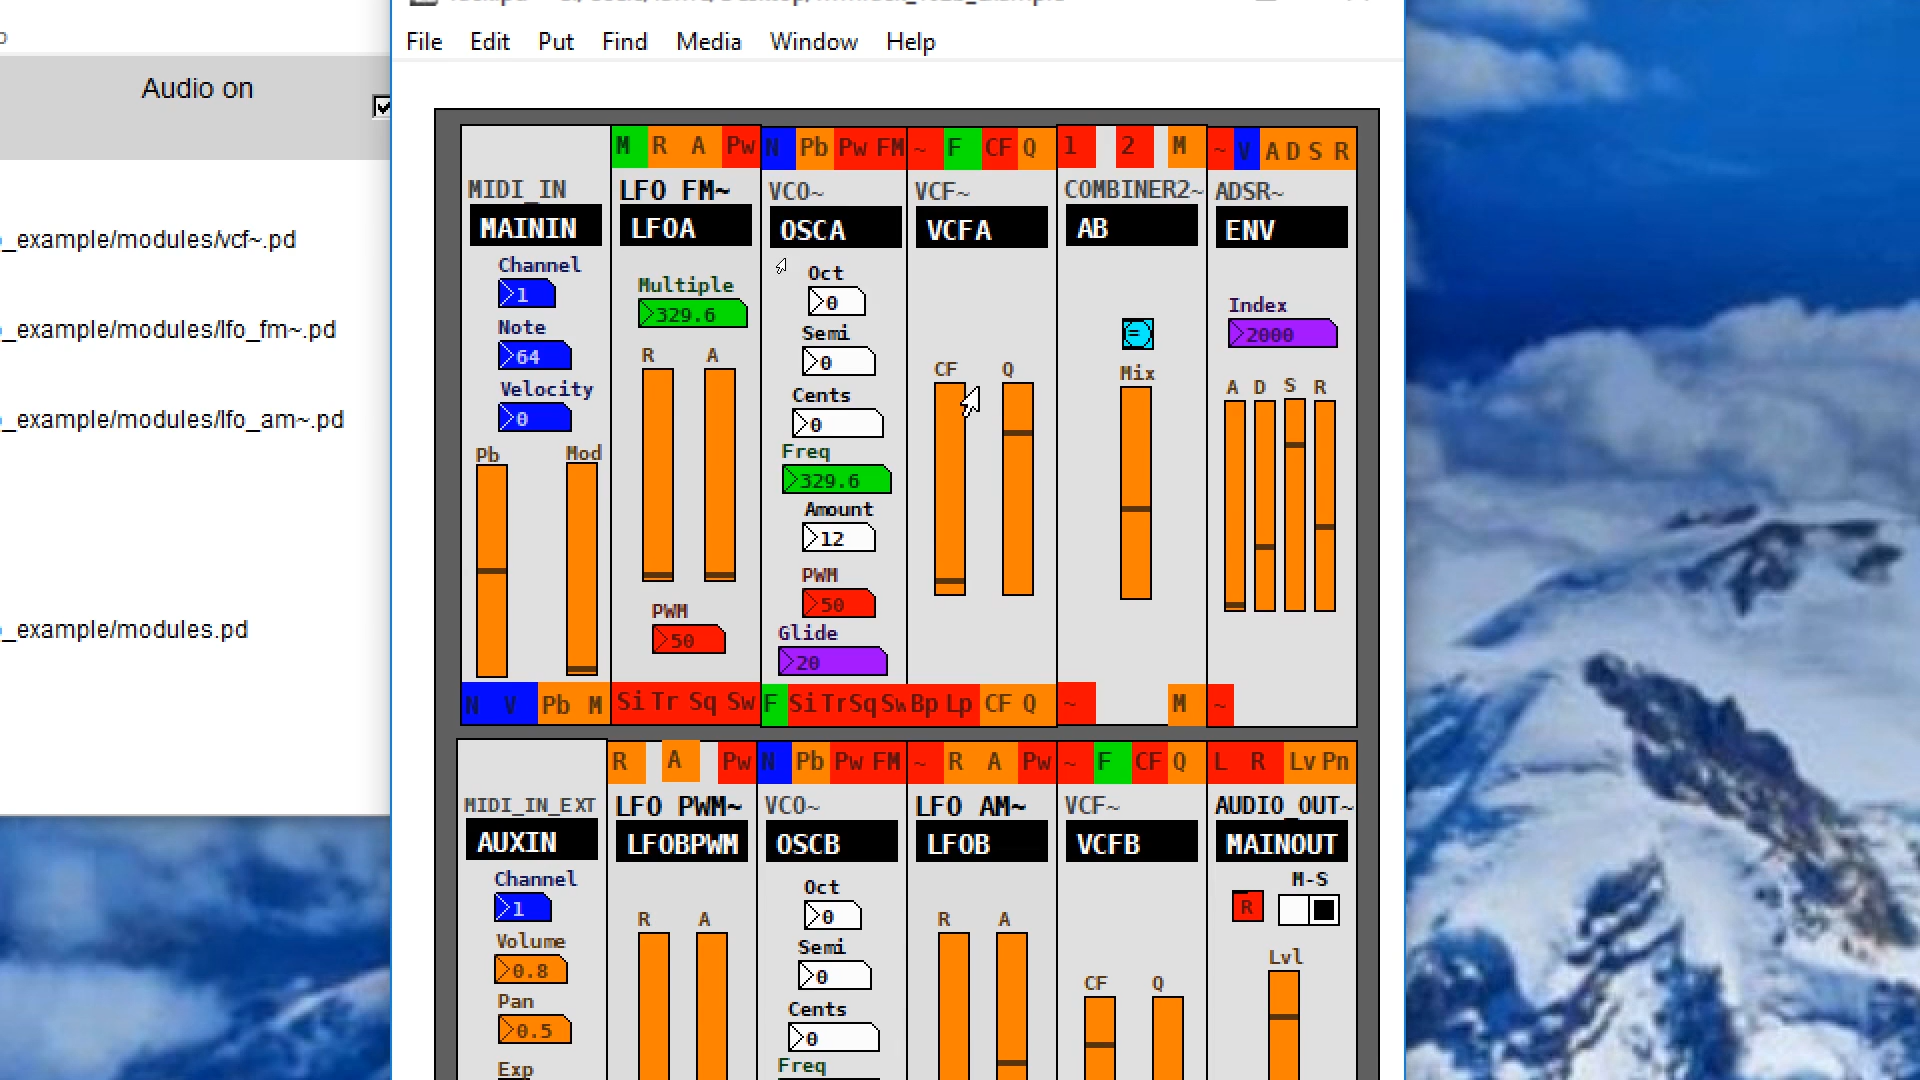 File Edit Put Find Media Window Help
Audio on
_example/modules/vcf~.pd
_example/modules/lfo_fm~.pd
_example/modules/lfo_am~.pd
_example/modules.pd
M R A Pw N Pb Pw FM ~ F CF Q 1 2 M ~ V A D S R
MIDI_IN LFO FM~ VCO~ VCF~ COMBINER2~ ADSR~
MAININ LFOA OSCA VCFA AB ENV
Channel
1
Note
64
Velocity
0
Pb Mod
Multiple
329.6
R A
PWM
50
Oct
0
Semi
0
Cents
0
Freq
329.6
Amount
12
PWM
50
Glide
20
CF Q
=
Mix
Index
2000
A D S R
N V Pb M Si Tr Sq Sw F Si Tr Sq Sw Bp Lp CF Q ~ M ~
R A Pw N Pb Pw FM ~ R A Pw ~ F CF Q L R Lv Pn
MIDI_IN_EXT LFO PWM~ VCO~ LFO AM~ VCF~ AUDIO_OUT~
AUXIN LFOBPWM OSCB LFOB VCFB MAINOUT
Channel
1
Volume
0.8
Pan
0.5
Exp
R A
Oct
0
Semi
0
Cents
0
Freq
R A
CF Q
M-S
R
Lvl